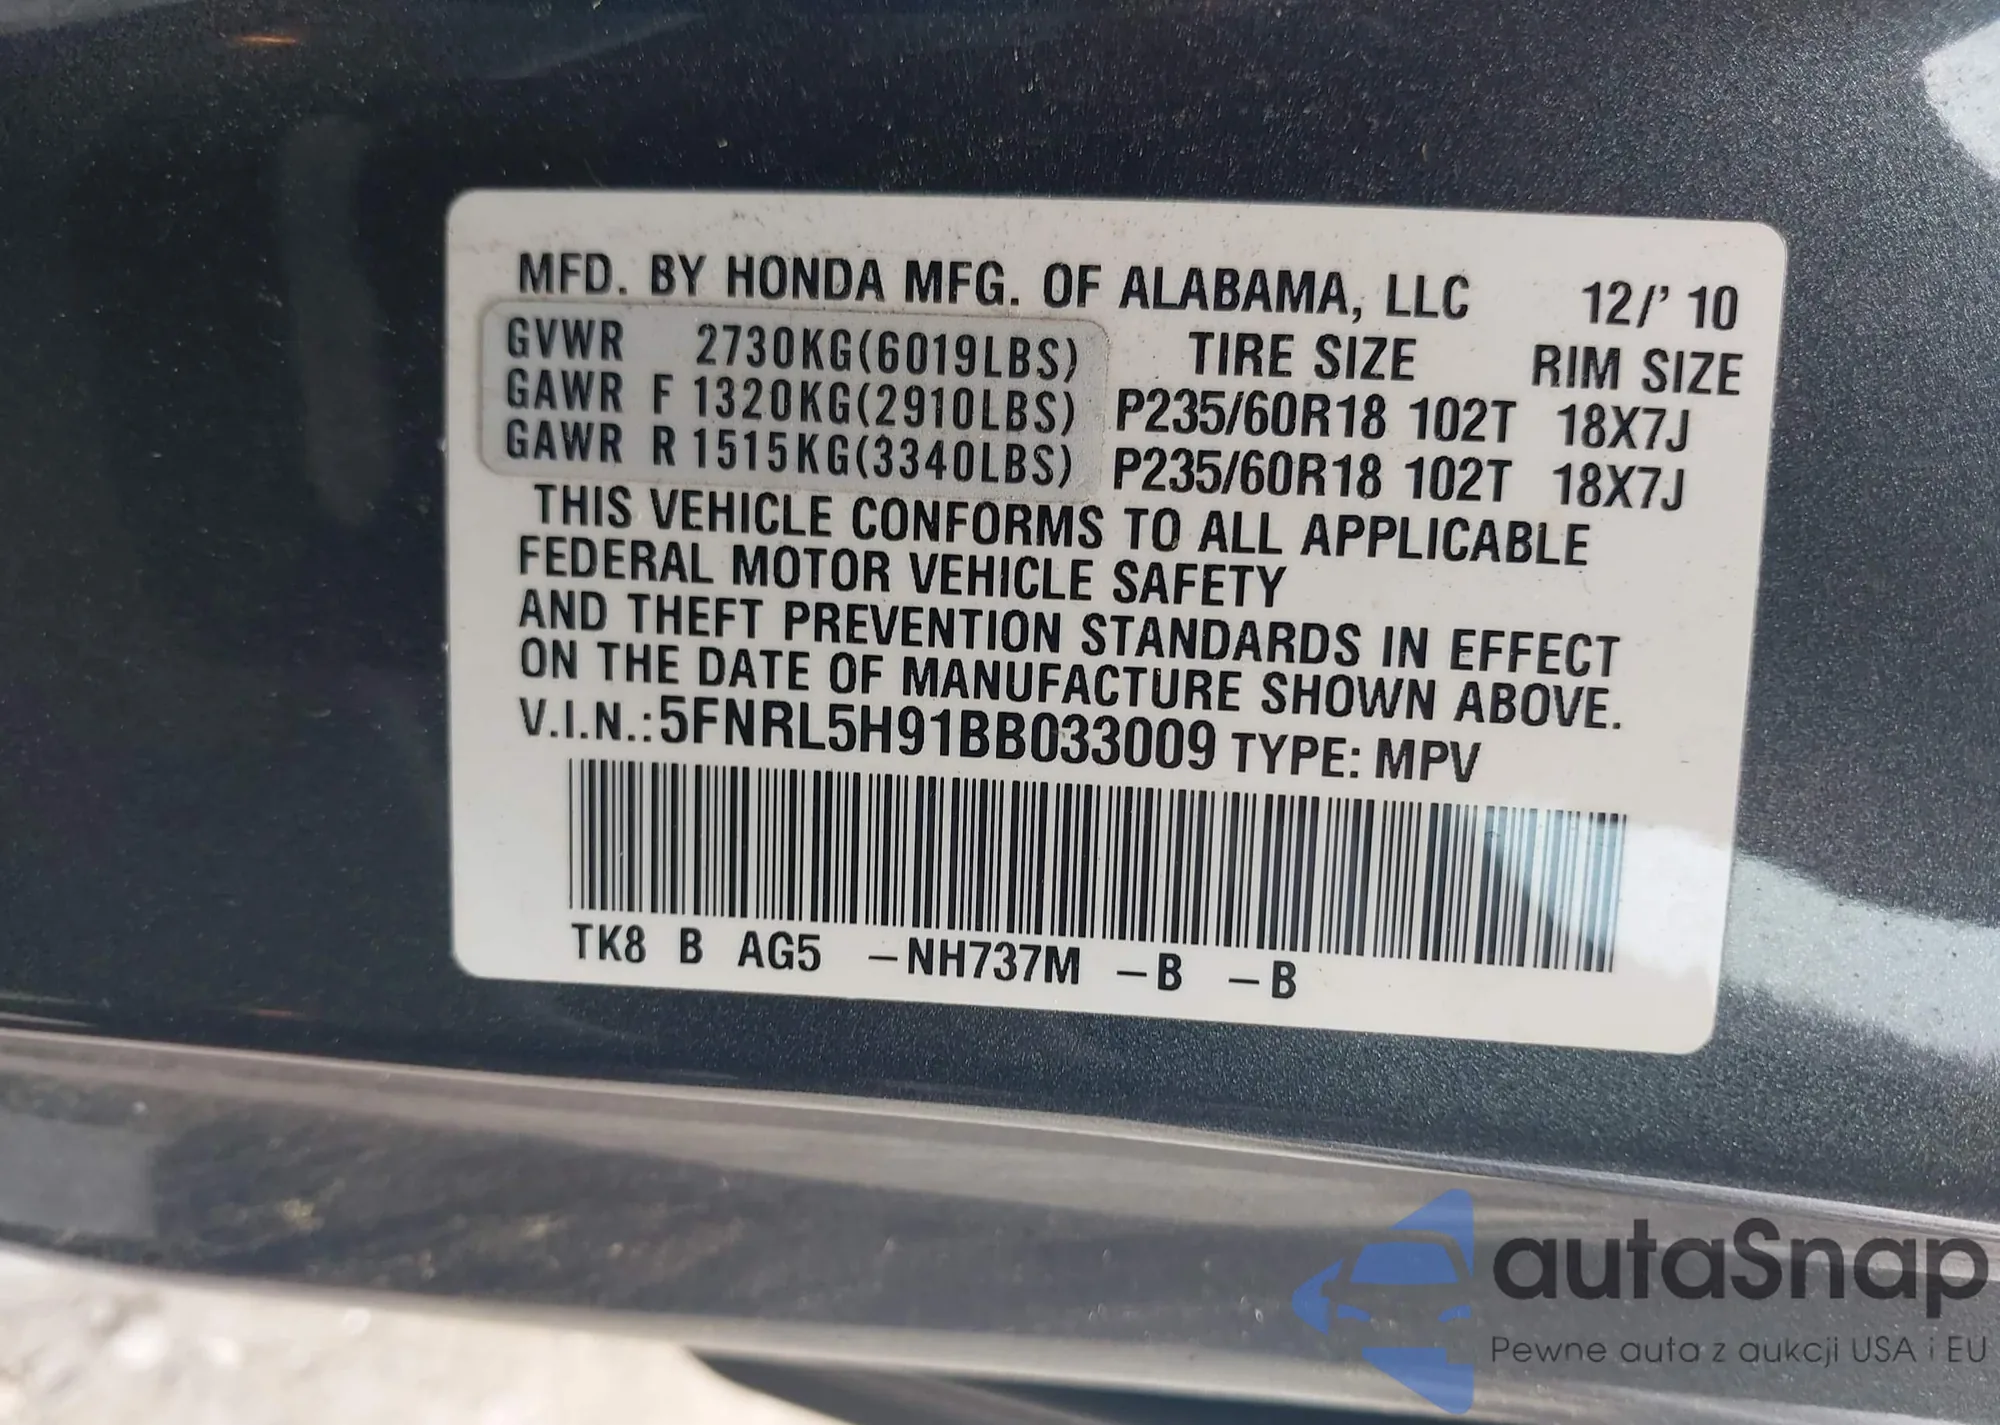 MFD. BY HONDA MFG. OF ALABAMA, LLC 12/' 10
GVWR 2730KG(6019LBS) TIRE SIZE RIM SIZE
GAWR F 1320KG(2910LBS) P235/60R18 102T 18X7J
GAWR R 1515KG(3340LBS) P235/60R18 102T 18X7J
THIS VEHICLE CONFORMS TO ALL APPLICABLE
FEDERAL MOTOR VEHICLE SAFETY
AND THEFT PREVENTION STANDARDS IN EFFECT
ON THE DATE OF MANUFACTURE SHOWN ABOVE.
V.I.N.:5FNRL5H91BB033009 TYPE: MPV
TK8 B AG5 –NH737M –B –B
autaSnap
Pewne auta z aukcji USA i EU